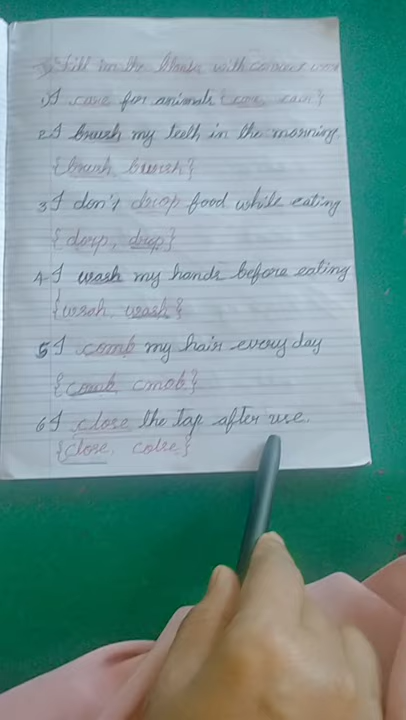 Fill in the blanks with correct word
1) I care for animals {care, caer}
2 I brush my teeth in the morning
{brush, bursh}
3 I don't drop food while eating
{dorp, drop}
4 I wash my hands before eating
{wsah, wash}
5 I comb my hair every day
{comb cmob}
6 I close the tap after use.
{close, colse}